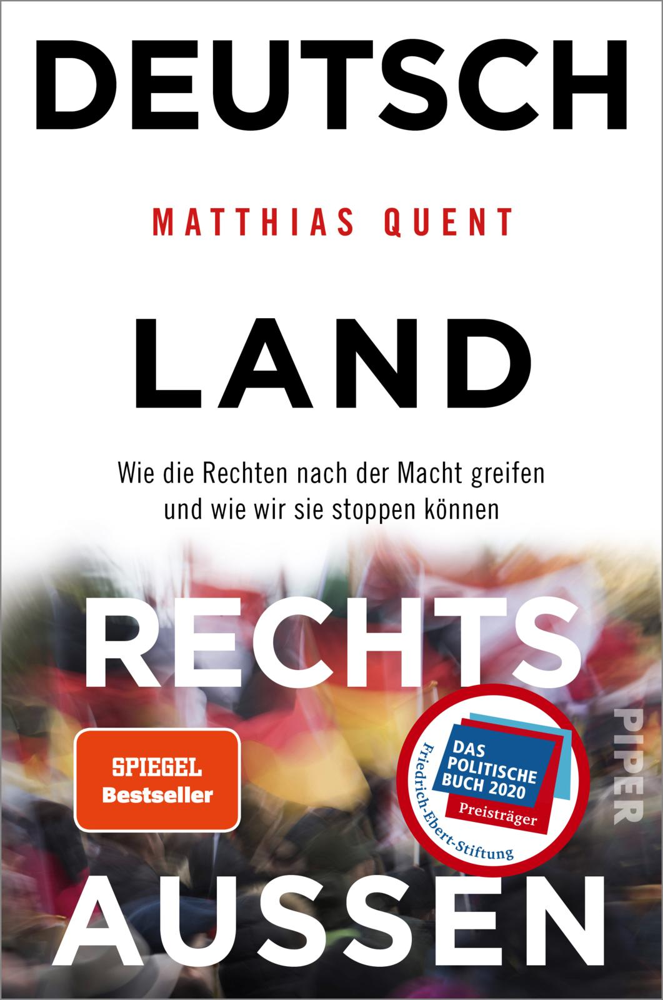 DEUTSCH
MATTHIAS QUENT
LAND
Wie die Rechten nach der Macht greifen
und wie wir sie stoppen können
RECHTS
SPIEGEL
Bestseller
DAS
POLITISCHE
BUCH 2020
Preisträger
Friedrich-Ebert-Stiftung
PIPER
AUSSEN